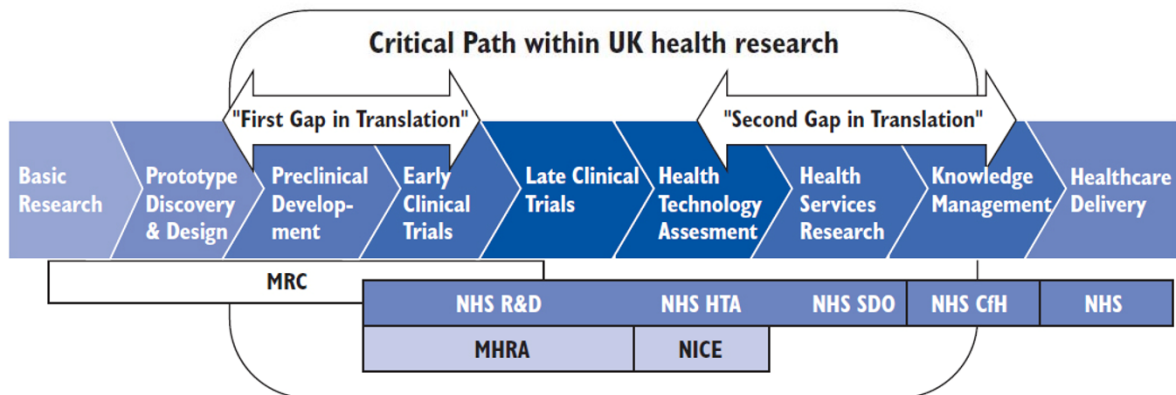 Critical Path within UK health research
"First Gap in Translation"
"Second Gap in Translation"
Basic
Research
Prototype
Discovery
& Design
Preclinical
Develop-
ment
Early
Clinical
Trials
Late Clinical
Trials
Health
Technology
Assesment
Health
Services
Research
Knowledge
Management
Healthcare
Delivery
MRC
NHS R&D
NHS HTA
NHS SDO
NHS CfH
NHS
MHRA
NICE